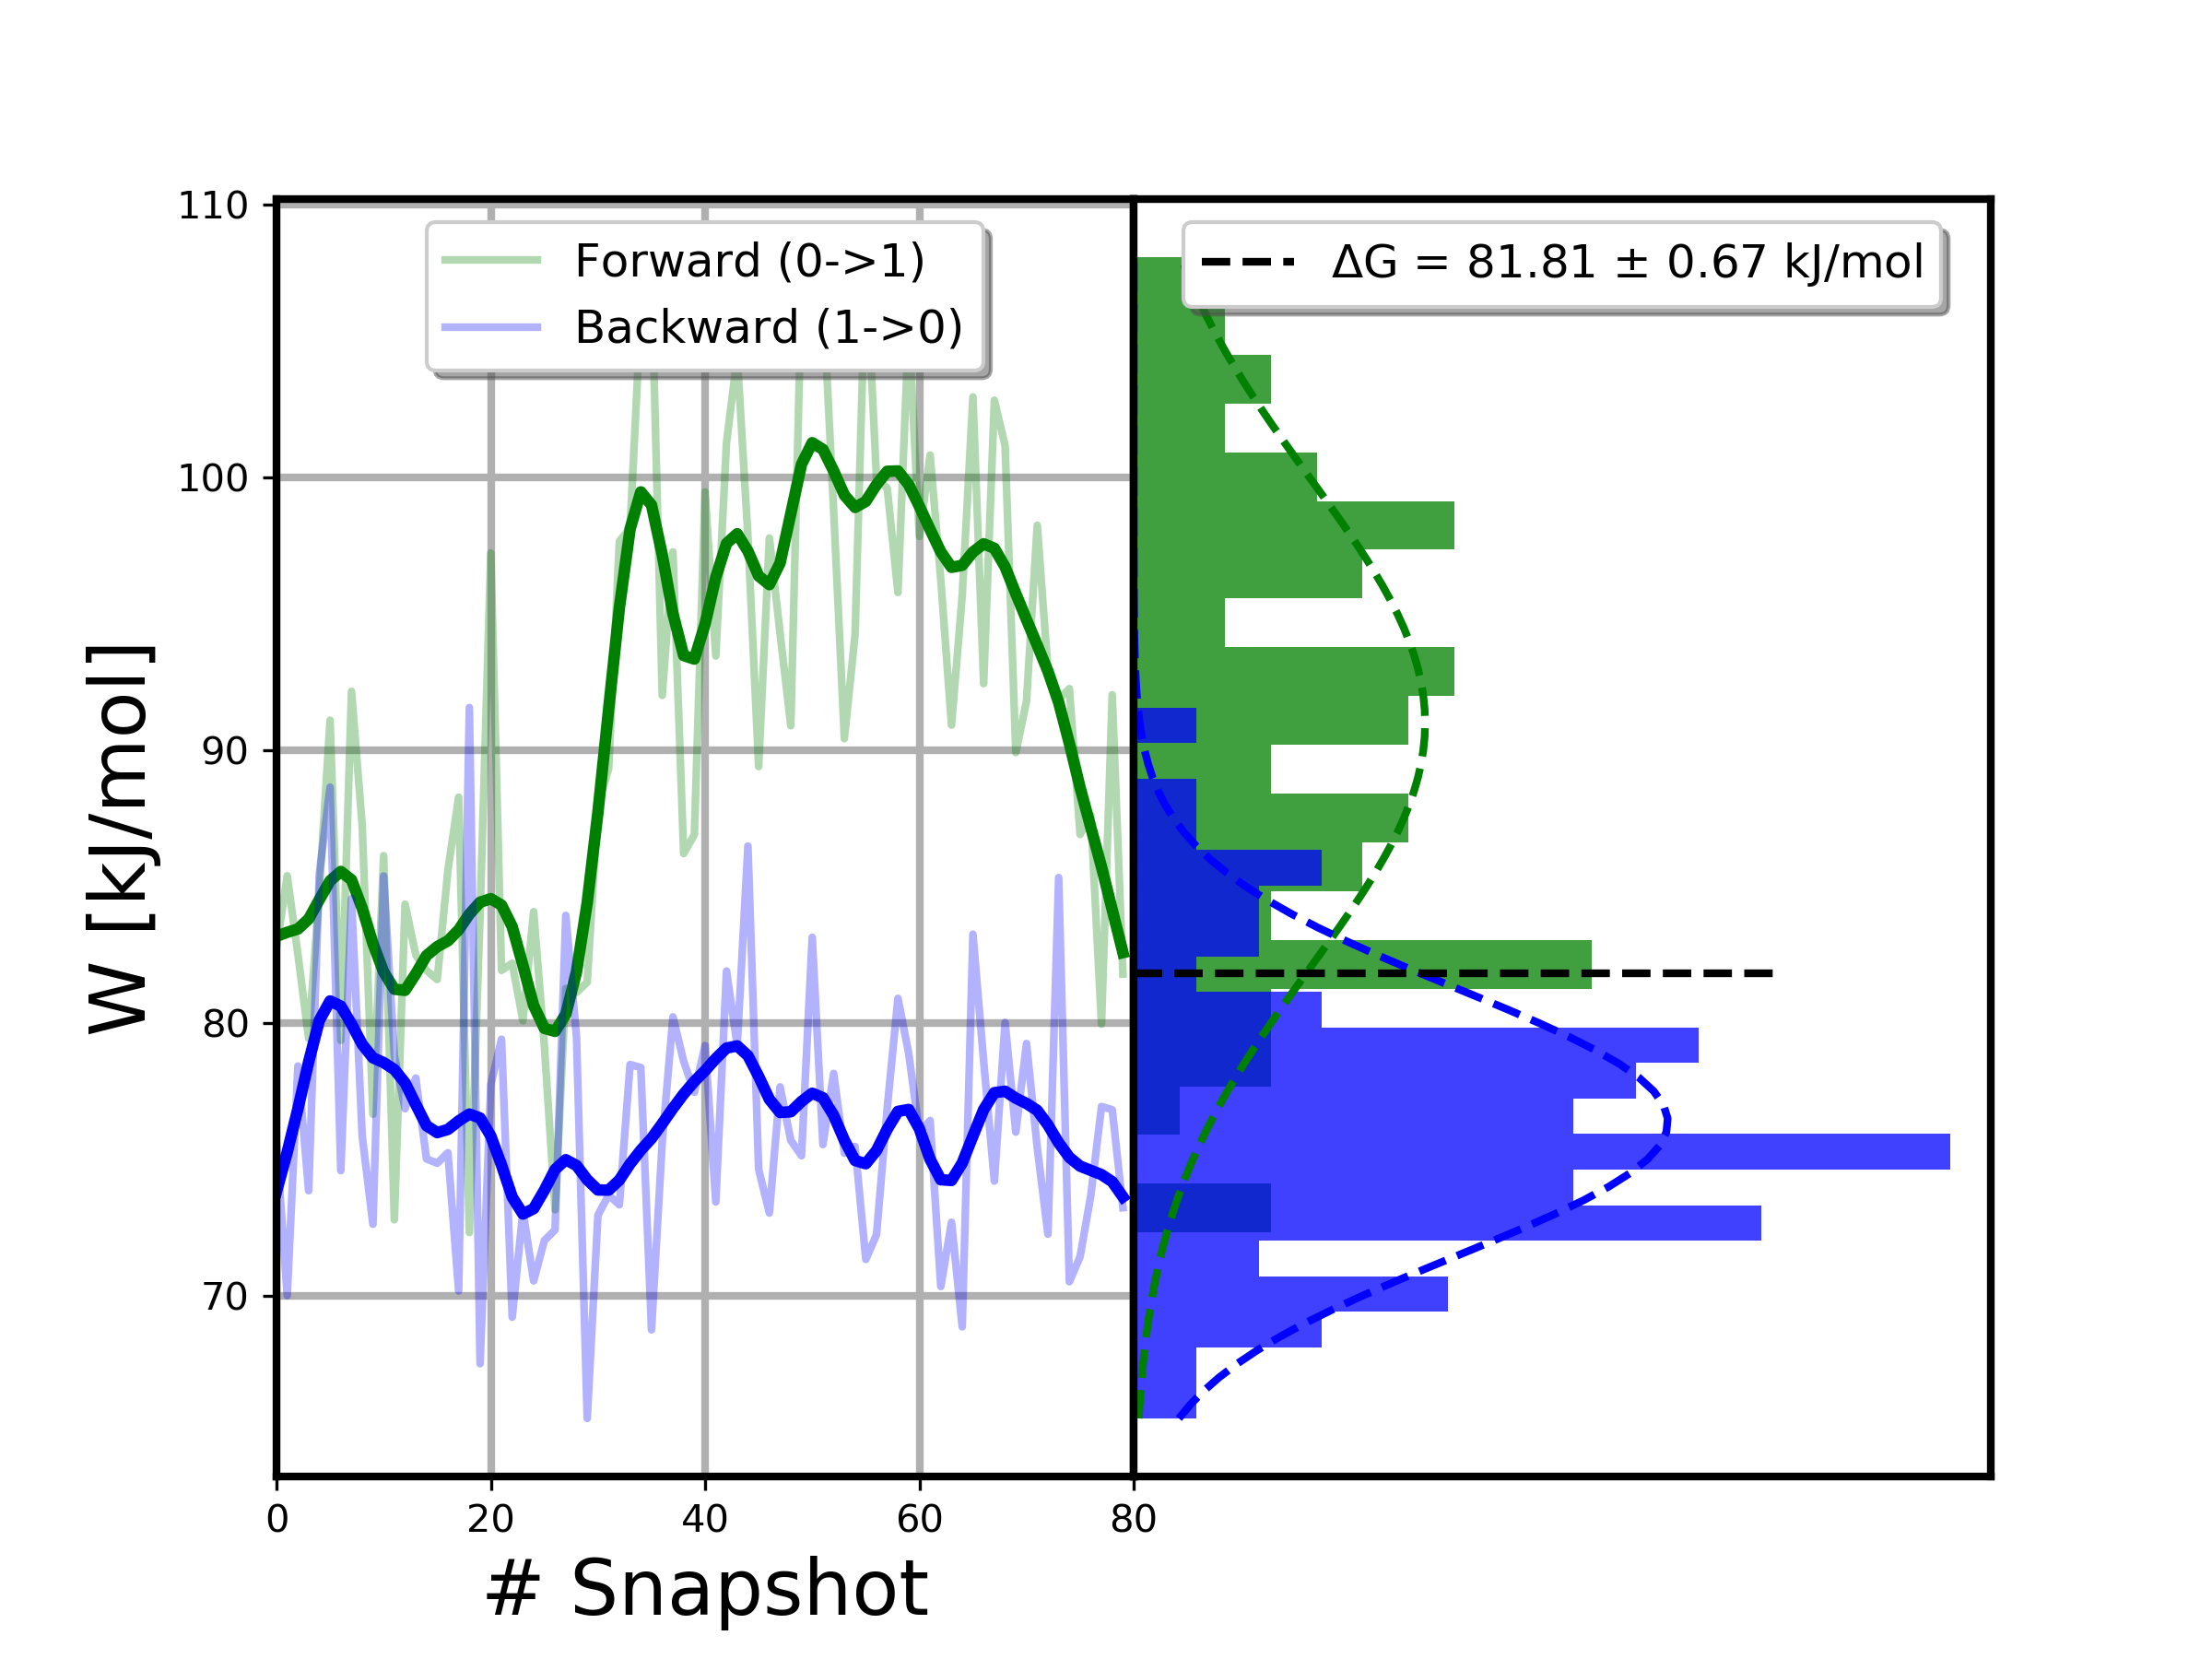 Forward (0->1)
Backward (1->0)
ΔG = 81.81 ± 0.67 kJ/mol
W [kJ/mol]
110
100
90
80
70
0 20 40 60 80
# Snapshot